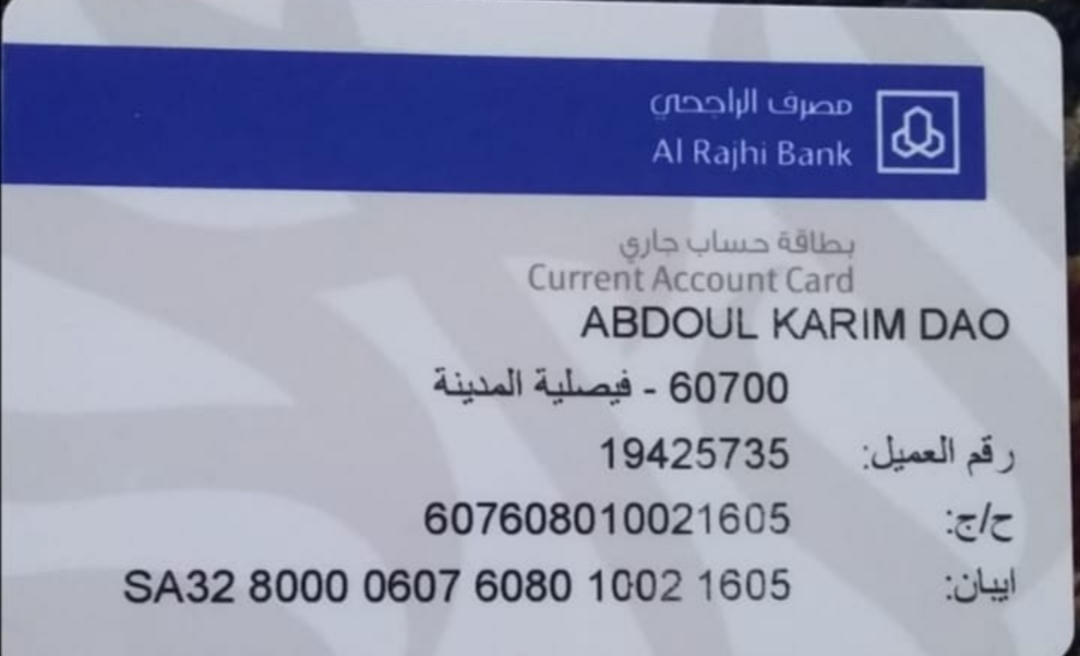 مصرف الراجحي
Al Rajhi Bank
بطاقة حساب جاري
Current Account Card
ABDOUL KARIM DAO
60700 - فيصلية المدينة
رقم العميل: 19425735
ح/ج: 607608010021605
ايبان: SA32 8000 0607 6080 1002 1605